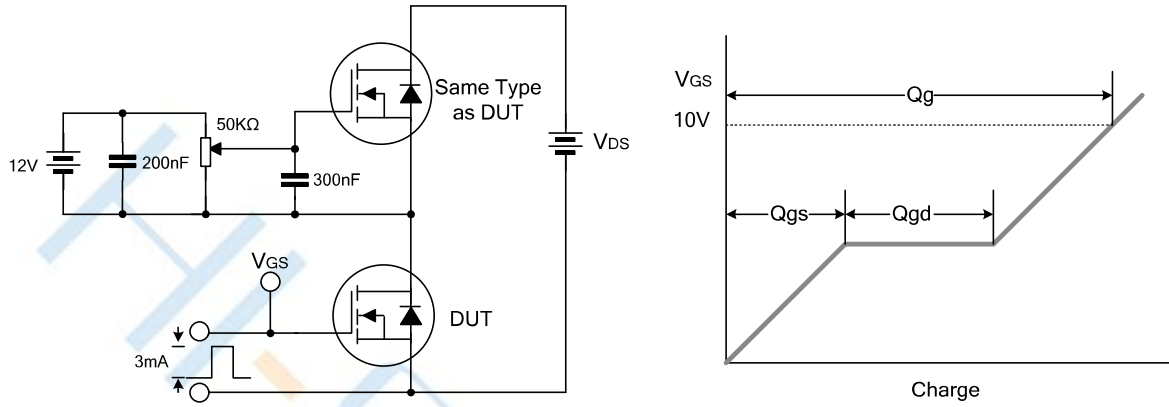 12V
200nF
50KΩ
300nF
Same Type
as DUT
VDS
VGS
DUT
3mA
VGS
10V
Qg
Qgs
Qgd
Charge